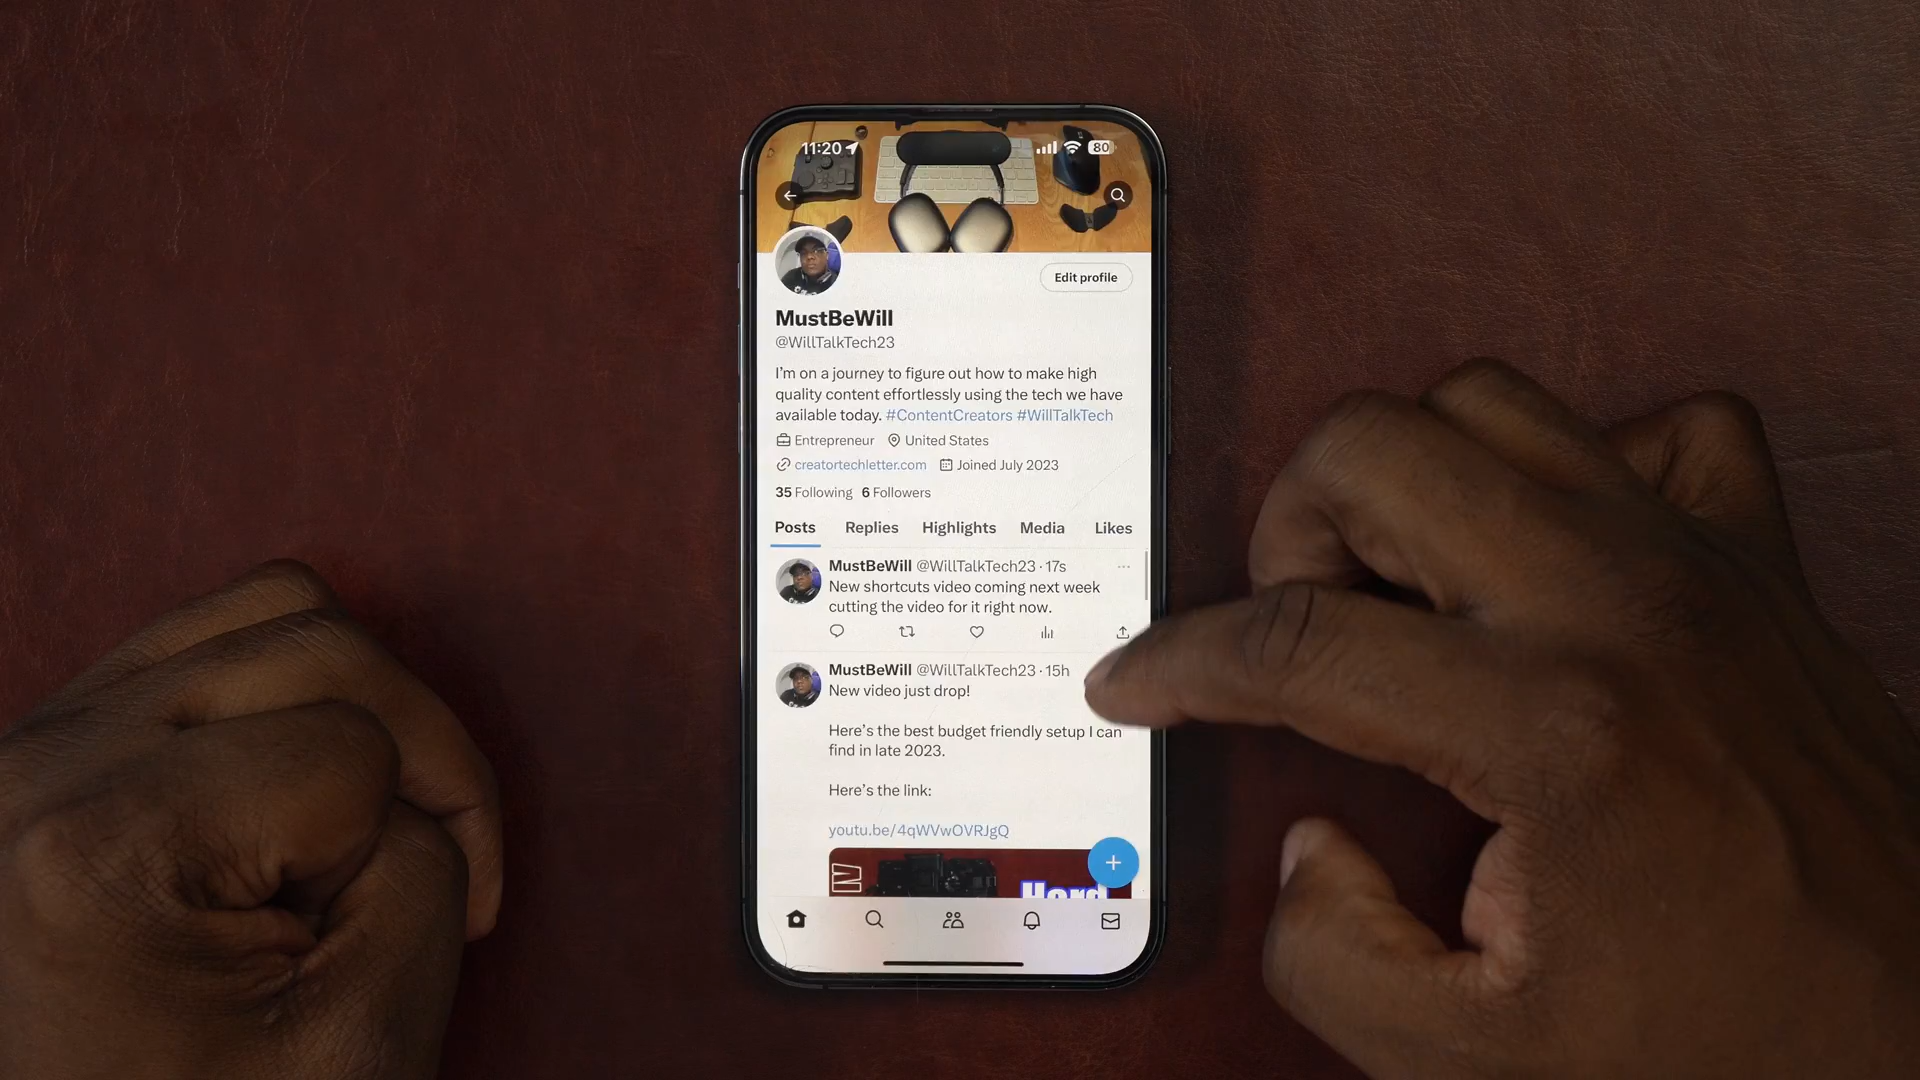 11:20
80
Edit profile
MustBeWill
@WillTalkTech23
I'm on a journey to figure out how to make high
quality content effortlessly using the tech we have
available today. #ContentCreators #WillTalkTech
Entrepreneur United States
creatortechletter.com Joined July 2023
35 Following 6 Followers
Posts Replies Highlights Media Likes
MustBeWill @WillTalkTech23 · 17s
New shortcuts video coming next week
cutting the video for it right now.
MustBeWill @WillTalkTech23 · 15h
New video just drop!
Here's the best budget friendly setup I can
find in late 2023.
Here's the link:
youtu.be/4qWVwOVRJgQ
Hard